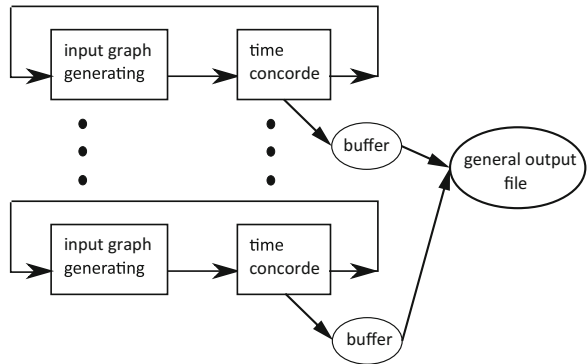 input graph
generating
time
concorde
buffer
general output
file
input graph
generating
time
concorde
buffer